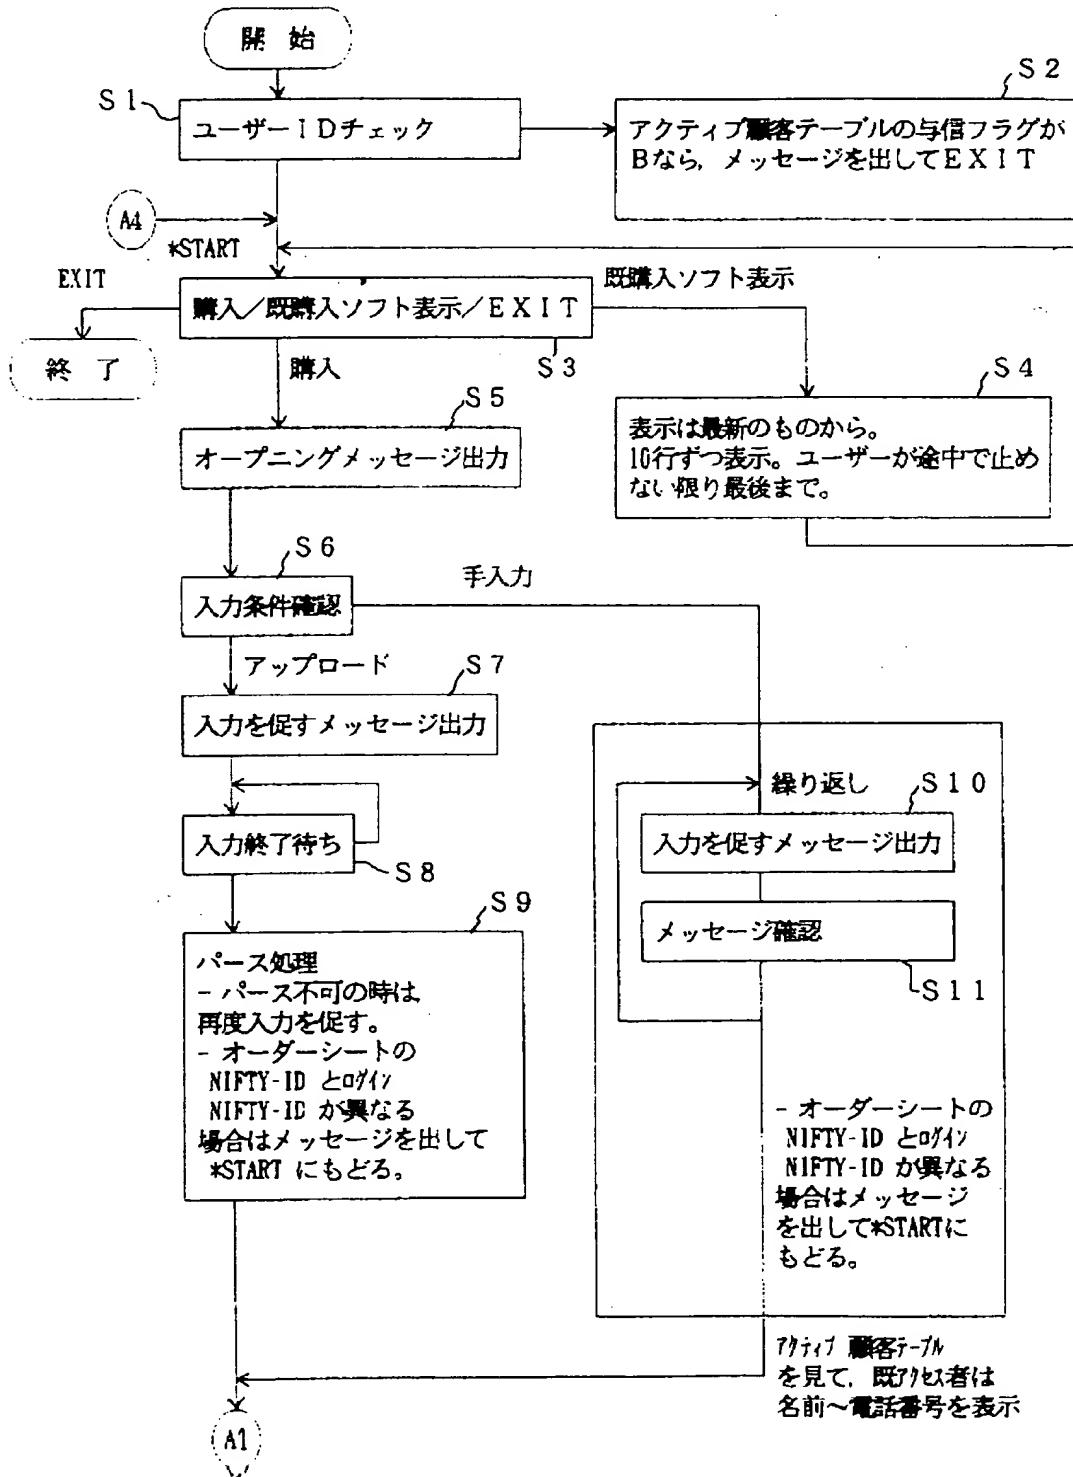 開 始
S1
ユーザーIDチェック
S2
アクティブ顧客テーブルの与信フラグが
Bなら，メッセージを出してEXIT
A4
*START
EXIT
既購入ソフト表示
購入／既購入ソフト表示／EXIT
S3
終 了
購入
S4
表示は最新のものから。
10行ずつ表示。ユーザーが途中で止め
ない限り最後まで。
S5
オープニングメッセージ出力
S6
入力条件確認
手入力
アップロード
S7
入力を促すメッセージ出力
入力終了待ち
S8
繰り返し
S10
入力を促すメッセージ出力
メッセージ確認
S11
S9
パース処理
- パース不可の時は，
再度入力を促す。
- オーダーシートの
NIFTY-ID とログイン
NIFTY-ID が異なる
場合はメッセージを出して
*START にもどる。
- オーダーシートの
NIFTY-ID とログイン
NIFTY-ID が異なる
場合はメッセージ
を出して*STARTに
もどる。
アクティブ 顧客テーブル
を見て，既アクセス者は
名前～電話番号を表示
A1